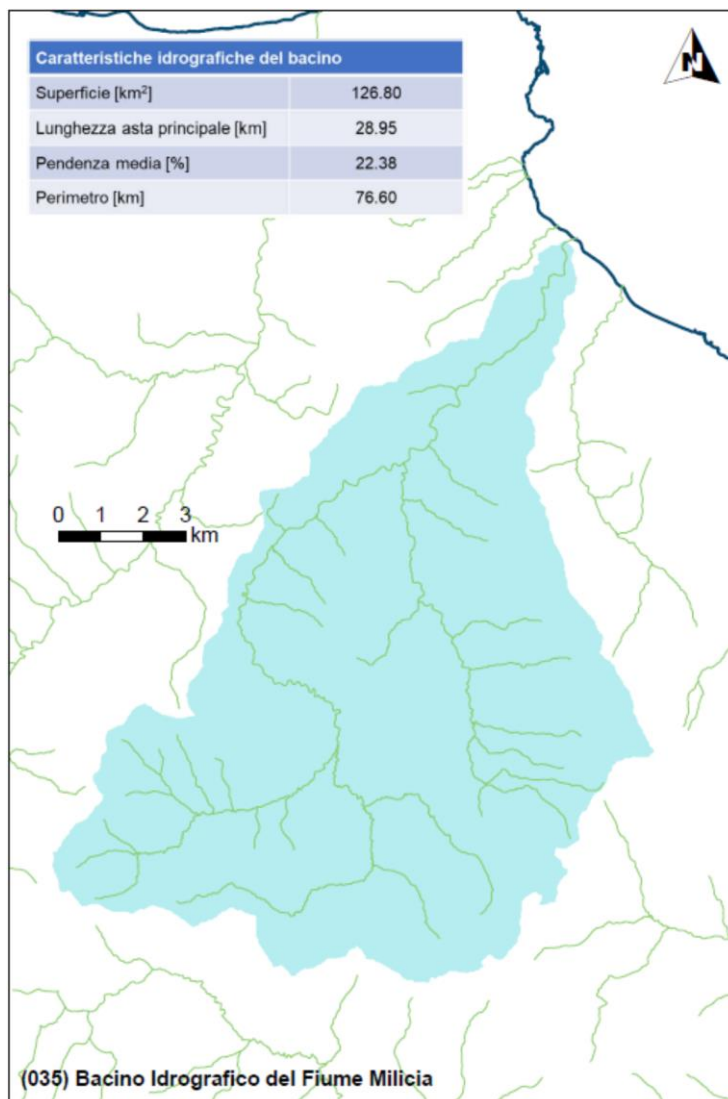 Caratteristiche idrografiche del bacino
Superficie [km²] 126.80
Lunghezza asta principale [km] 28.95
Pendenza media [%] 22.38
Perimetro [km] 76.60
N
0 1 2 3
km
(035) Bacino Idrografico del Fiume Milicia